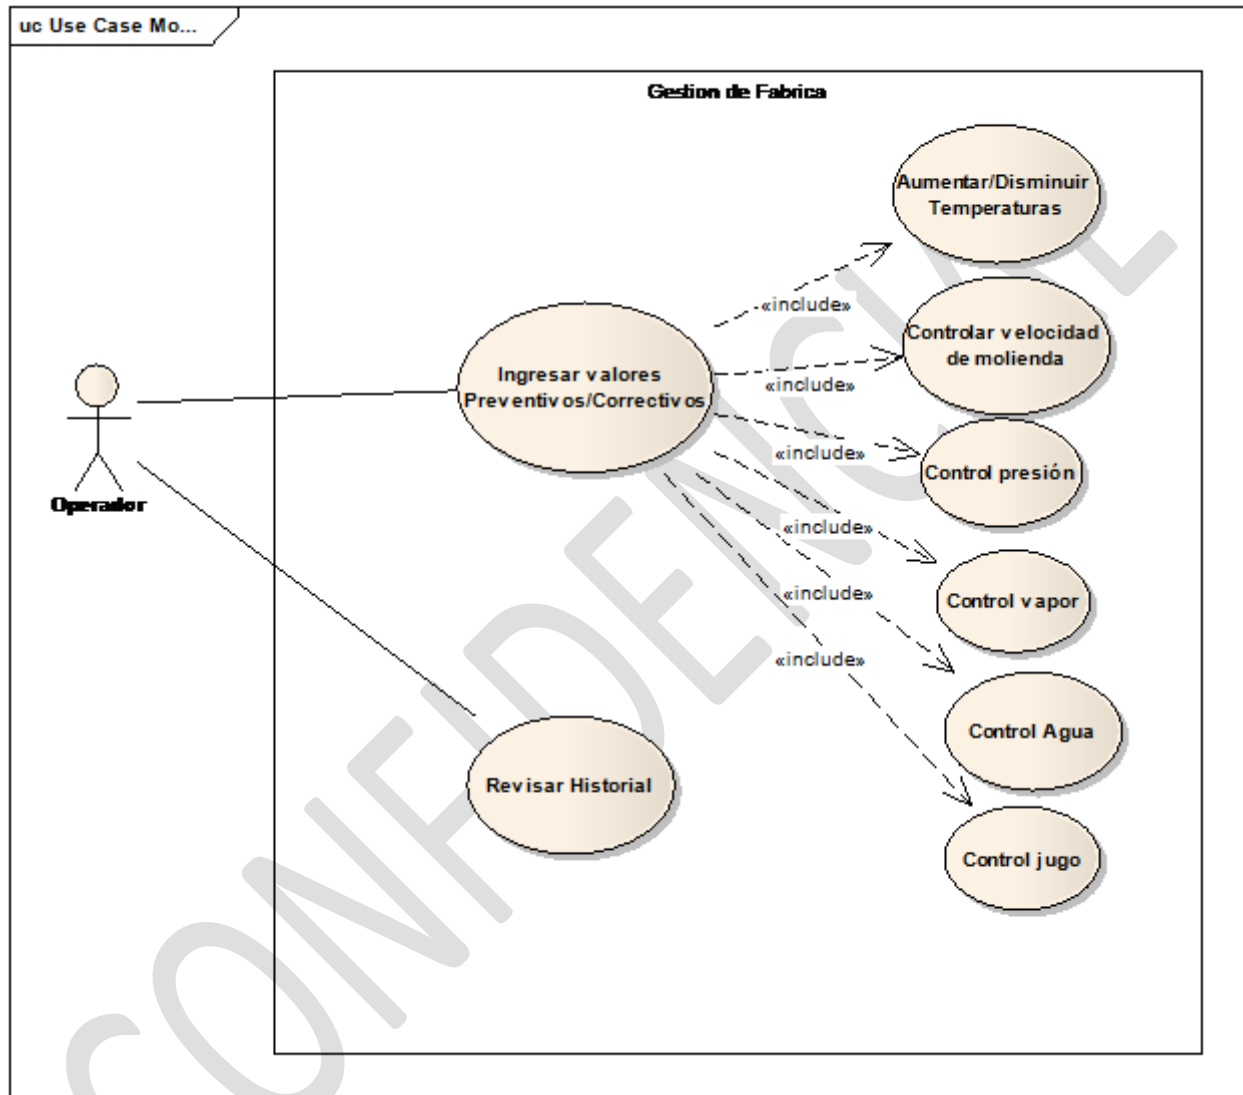 uc Use Case Mo...
Gestion de Fabrica
Aumentar/Disminuir
Temperaturas
«include»
Controlar velocidad
de molienda
«include»
Ingresar valores
Preventivos/Correctivos
Control presión
«include»
Operador
«include»
Control vapor
«include»
«include»
Control Agua
Revisar Historial
Control jugo
CONFIDENCIAL